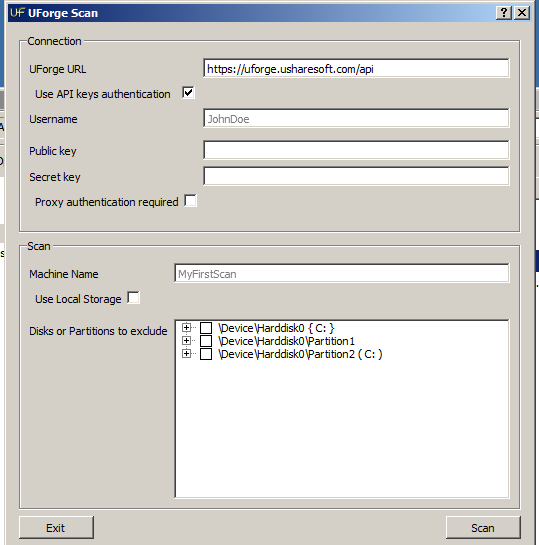 UF UForge Scan
Connection
UForge URL https://uforge.usharesoft.com/api
Use API keys authentication
Username JohnDoe
Public key
Secret key
Proxy authentication required
Scan
Machine Name MyFirstScan
Use Local Storage
Disks or Partitions to exclude \Device\Harddisk0 { C: }
\Device\Harddisk0\Partition1
\Device\Harddisk0\Partition2 ( C: )
Exit Scan